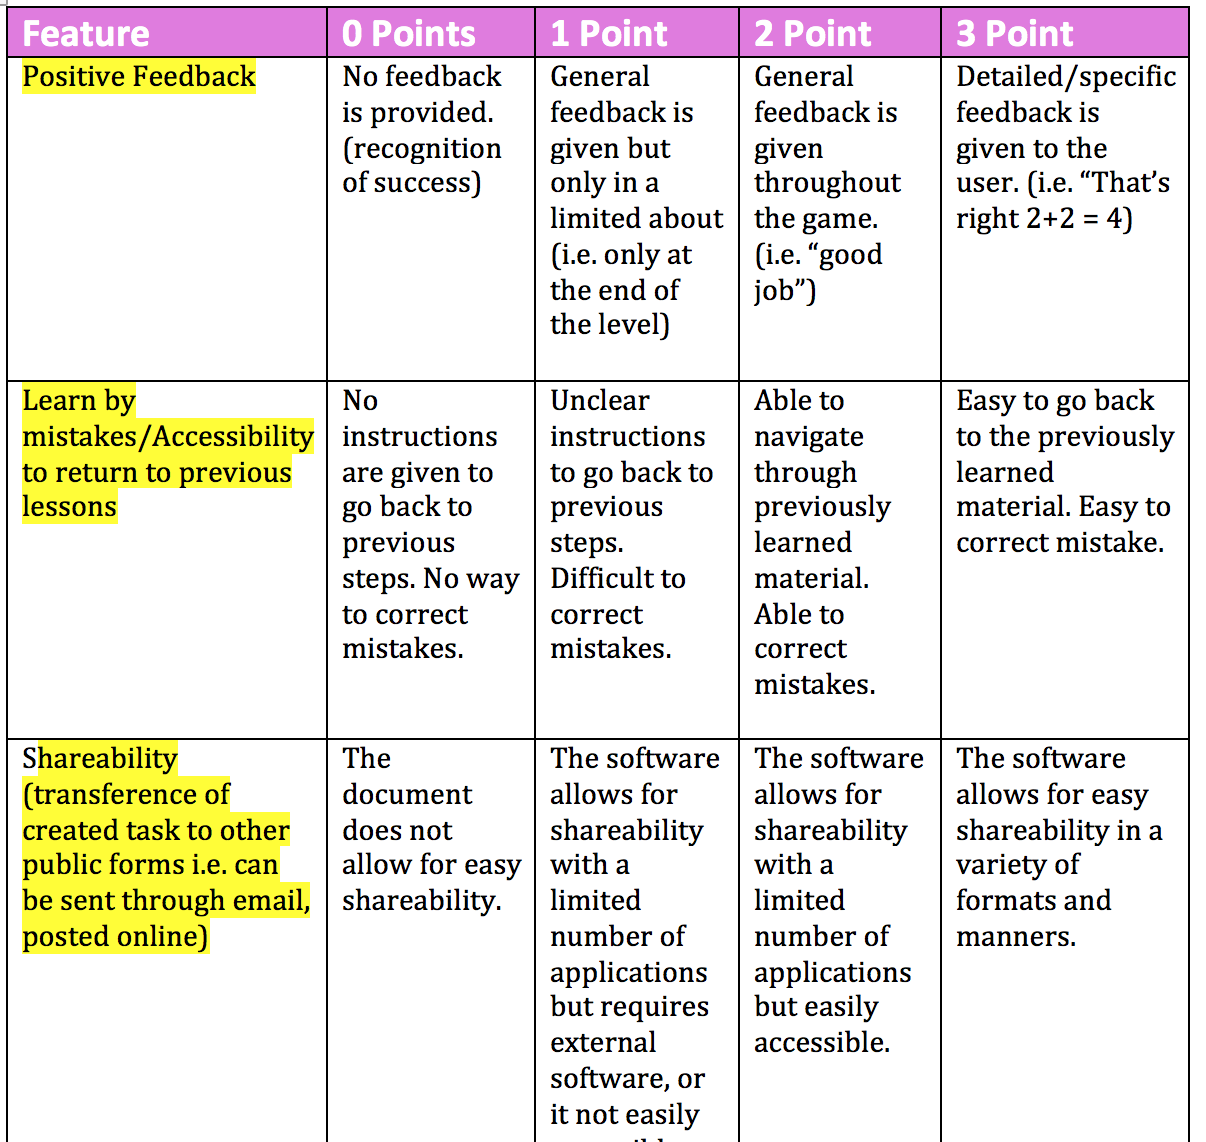 Feature
0 Points
1 Point
2 Point
3 Point
Positive Feedback
No feedback
is provided.
(recognition
of success)
General
feedback is
given but
only in a
limited about
(i.e. only at
the end of
the level)
General
feedback is
given
throughout
the game.
(i.e. “good
job”)
Detailed/specific
feedback is
given to the
user. (i.e. “That’s
right 2+2 = 4)
Learn by
mistakes/Accessibility
to return to previous
lessons
No
instructions
are given to
go back to
previous
steps. No way
to correct
mistakes.
Unclear
instructions
to go back to
previous
steps.
Difficult to
correct
mistakes.
Able to
navigate
through
previously
learned
material.
Able to
correct
mistakes.
Easy to go back
to the previously
learned
material. Easy to
correct mistake.
Shareability
(transference of
created task to other
public forms i.e. can
be sent through email,
posted online)
The
document
does not
allow for easy
shareability.
The software
allows for
shareability
with a
limited
number of
applications
but requires
external
software, or
it not easily
The software
allows for
shareability
with a
limited
number of
applications
but easily
accessible.
The software
allows for easy
shareability in a
variety of
formats and
manners.